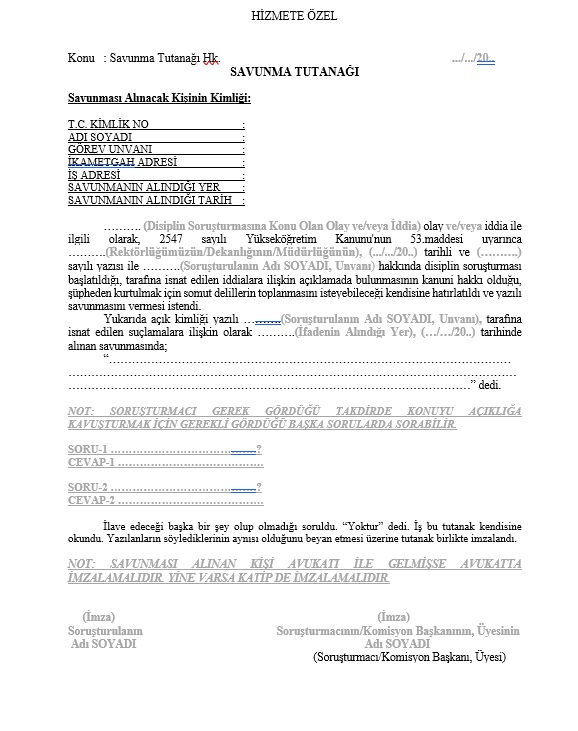 HİZMETE ÖZEL
Konu : Savunma Tutanağı Hk. .../.../20..
SAVUNMA TUTANAĞI
Savunması Alınacak Kişinin Kimliği:
T.C. KİMLİK NO :
ADI SOYADI :
GÖREV UNVANI :
İKAMETGAH ADRESİ :
İŞ ADRESİ :
SAVUNMANIN ALINDIĞI YER :
SAVUNMANIN ALINDIĞI TARİH :
………. (Disiplin Soruşturmasına Konu Olan Olay ve/veya İddia) olay ve/veya iddia ile
ilgili olarak, 2547 sayılı Yükseköğretim Kanunu'nun 53.maddesi uyarınca
……….(Rektörlüğümüzün/Dekanlığının/Müdürlüğünün), (.../.../20..) tarihli ve (……….)
sayılı yazısı ile ……….(Soruşturulanın Adı SOYADI, Unvanı) hakkında disiplin soruşturması
başlatıldığı, tarafına isnat edilen iddialara ilişkin açıklamada bulunmasının kanuni hakkı olduğu,
şüpheden kurtulmak için somut delillerin toplanmasını isteyebileceği kendisine hatırlatıldı ve yazılı
savunmasını vermesi istendi.
Yukarıda açık kimliği yazılı ……….(Soruşturulanın Adı SOYADI, Unvanı), tarafına
isnat edilen suçlamalara ilişkin olarak ……….(İfadenin Alındığı Yer), (…/…/20..) tarihinde
alınan savunmasında;
“……………………………………………………………………………………………
………………………………………………………………………………………………………
……………………………………………………………………………………………” dedi.
NOT: SORUŞTURMACI GEREK GÖRDÜĞÜ TAKDİRDE KONUYU AÇIKLIĞA
KAVUŞTURMAK İÇİN GEREKLİ GÖRDÜĞÜ BAŞKA SORULARDA SORABİLİR.
SORU-1 ………………………………..?
CEVAP-1 ………………………………..
SORU-2 ………………………………..?
CEVAP-2 ………………………………..
İlave edeceği başka bir şey olup olmadığı soruldu. “Yoktur” dedi. İş bu tutanak kendisine
okundu. Yazılanların söylediklerinin aynısı olduğunu beyan etmesi üzerine tutanak birlikte imzalandı.
NOT: SAVUNMASI ALINAN KİŞİ AVUKATI İLE GELMİŞSE AVUKATTA
İMZALAMALIDIR. YİNE VARSA KATİP DE İMZALAMALIDIR.
(İmza) (İmza)
Soruşturulanın Soruşturmacının/Komisyon Başkanının, Üyesinin
Adı SOYADI Adı SOYADI
(Soruşturmacı/Komisyon Başkanı, Üyesi)